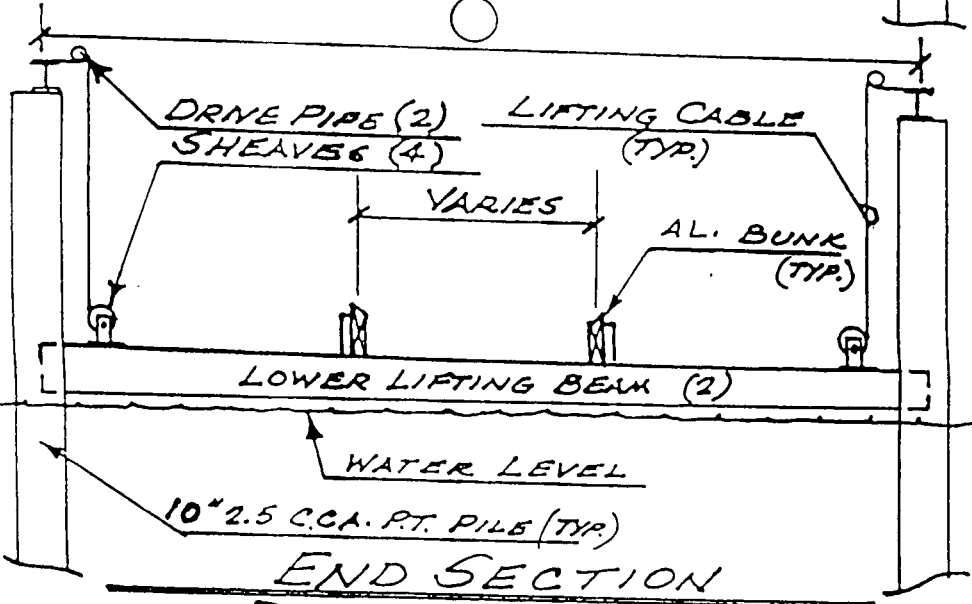 DRIVE PIPE (2)
SHEAVES (4)
LIFTING CABLE
(TYP.)
VARIES
AL. BUNK
(TYP.)
LOWER LIFTING BEAM (2)
WATER LEVEL
10" 2.5 C.C.A. P.T. PILE (TYP.)
END SECTION